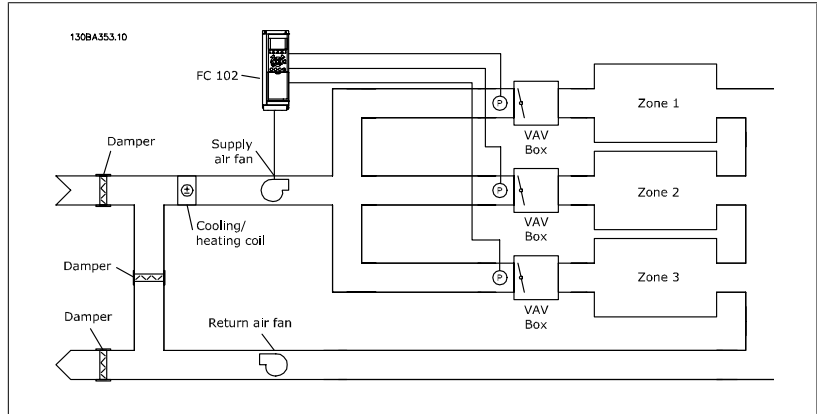 130BA353.10
FC 102
Damper
Supply
air fan
Cooling/
heating coil
Damper
Damper
Return air fan
P
VAV
Box
Zone 1
P
VAV
Box
Zone 2
P
VAV
Box
Zone 3